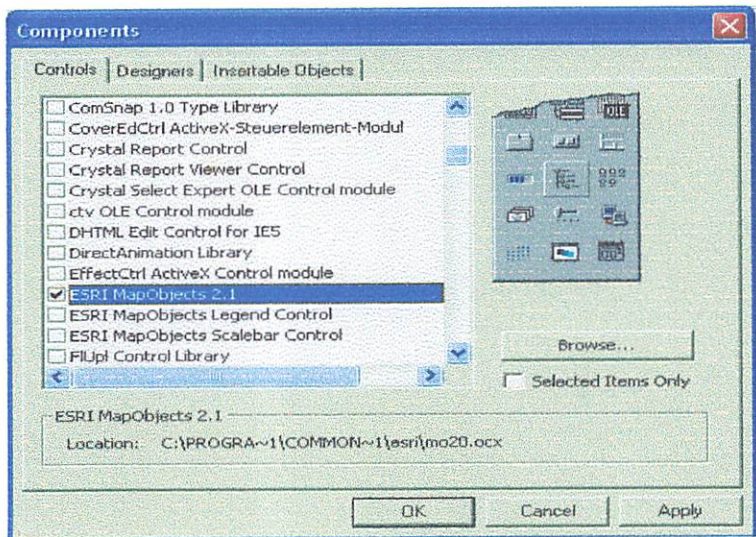 Components
Controls
Designers
Insertable Objects
ComSnap 1.0 Type Library
CoverEdCtrl ActiveX-Steuerelement-Modul
Crystal Report Control
Crystal Report Viewer Control
Crystal Select Expert OLE Control module
ctv OLE Control module
DHTML Edit Control for IE5
DirectAnimation Library
EffectCtrl ActiveX Control module
ESRI MapObjects 2.1
ESRI MapObjects Legend Control
ESRI MapObjects Scalebar Control
FlUpl Control Library
OLE
Browse...
Selected Items Only
ESRI MapObjects 2.1
Location: C:\PROGRA~1\COMMON~1\esri\mo20.ocx
OK
Cancel
Apply